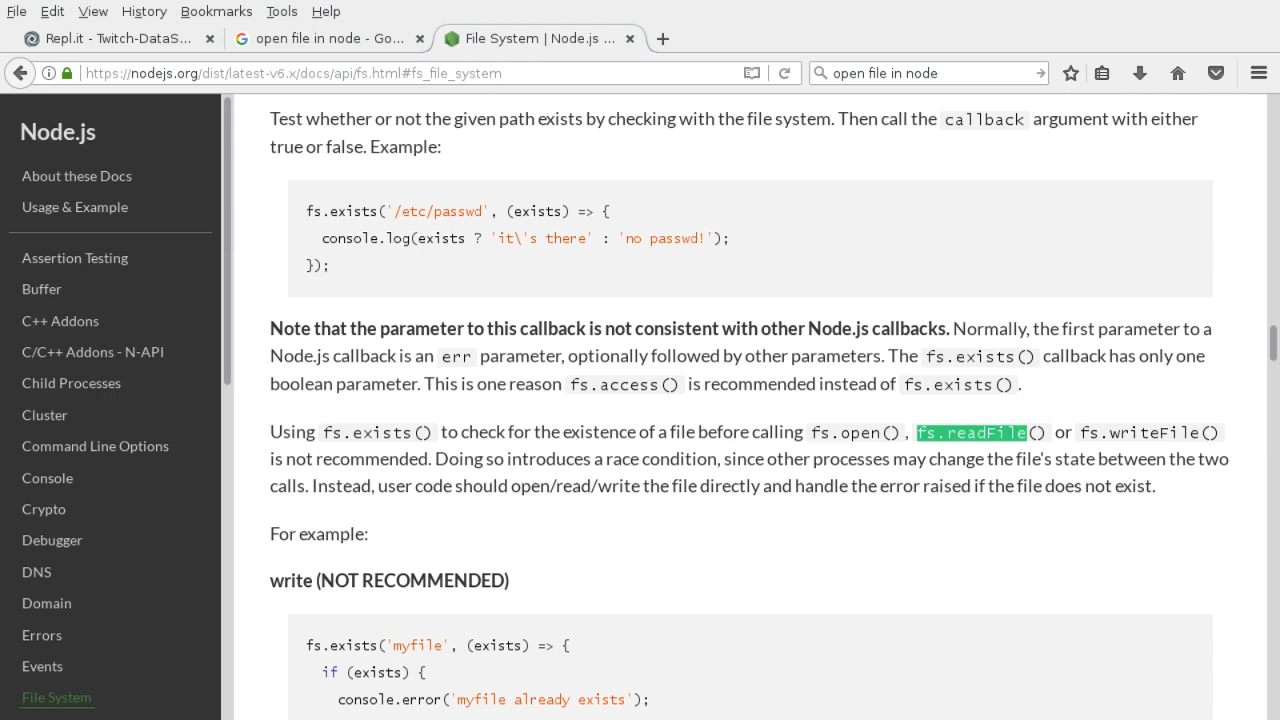 File Edit View History Bookmarks Tools Help
Repl.it - Twitch-DataS... × open file in node - Go... × File System | Node.js ... × +
https://nodejs.org/dist/latest-v6.x/docs/api/fs.html#fs_file_system open file in node
Node.js
About these Docs
Usage & Example
Assertion Testing
Buffer
C++ Addons
C/C++ Addons - N-API
Child Processes
Cluster
Command Line Options
Console
Crypto
Debugger
DNS
Domain
Errors
Events
File System
Test whether or not the given path exists by checking with the file system. Then call the callback argument with either
true or false. Example:
fs.exists('/etc/passwd', (exists) => {
console.log(exists ? 'it\'s there' : 'no passwd!');
});
Note that the parameter to this callback is not consistent with other Node.js callbacks. Normally, the first parameter to a
Node.js callback is an err parameter, optionally followed by other parameters. The fs.exists() callback has only one
boolean parameter. This is one reason fs.access() is recommended instead of fs.exists().
Using fs.exists() to check for the existence of a file before calling fs.open(), fs.readFile() or fs.writeFile()
is not recommended. Doing so introduces a race condition, since other processes may change the file's state between the two
calls. Instead, user code should open/read/write the file directly and handle the error raised if the file does not exist.
For example:
write (NOT RECOMMENDED)
fs.exists('myfile', (exists) => {
if (exists) {
console.error('myfile already exists');